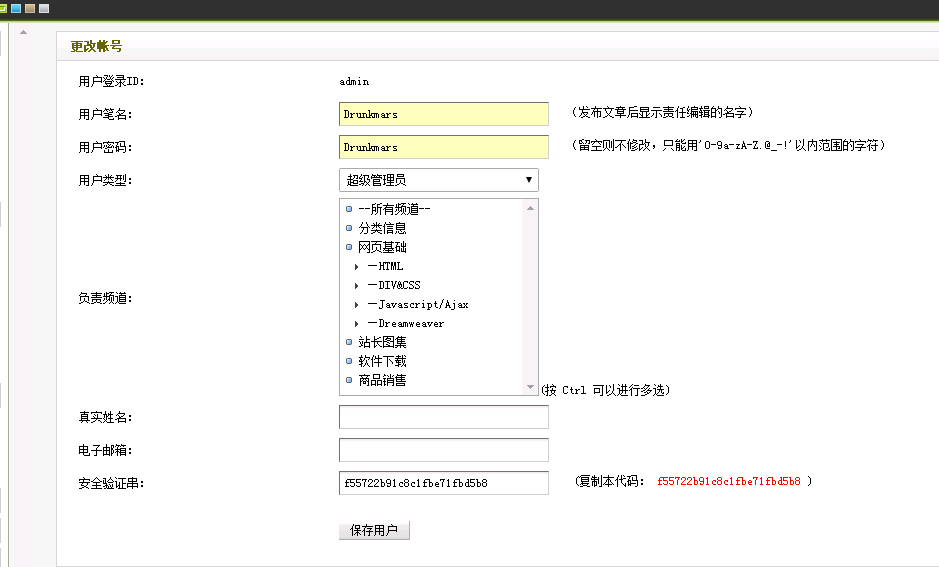 更改帐号
用户登录ID： admin
用户笔名： Drunkmars （发布文章后显示责任编辑的名字）
用户密码： Drunkmars （留空则不修改，只能用'0-9a-zA-Z.@_-!'以内范围的字符）
用户类型： 超级管理员
--所有频道--
分类信息
网页基础
─HTML
─DIV&CSS
负责频道：
─Javascript/Ajax
─Dreamweaver
站长图集
软件下载
商品销售
(按 Ctrl 可以进行多选)
真实姓名：
电子邮箱：
安全验证串： f55722b91c8c1fbe71fbd5b8 (复制本代码： f55722b91c8c1fbe71fbd5b8 )
保存用户